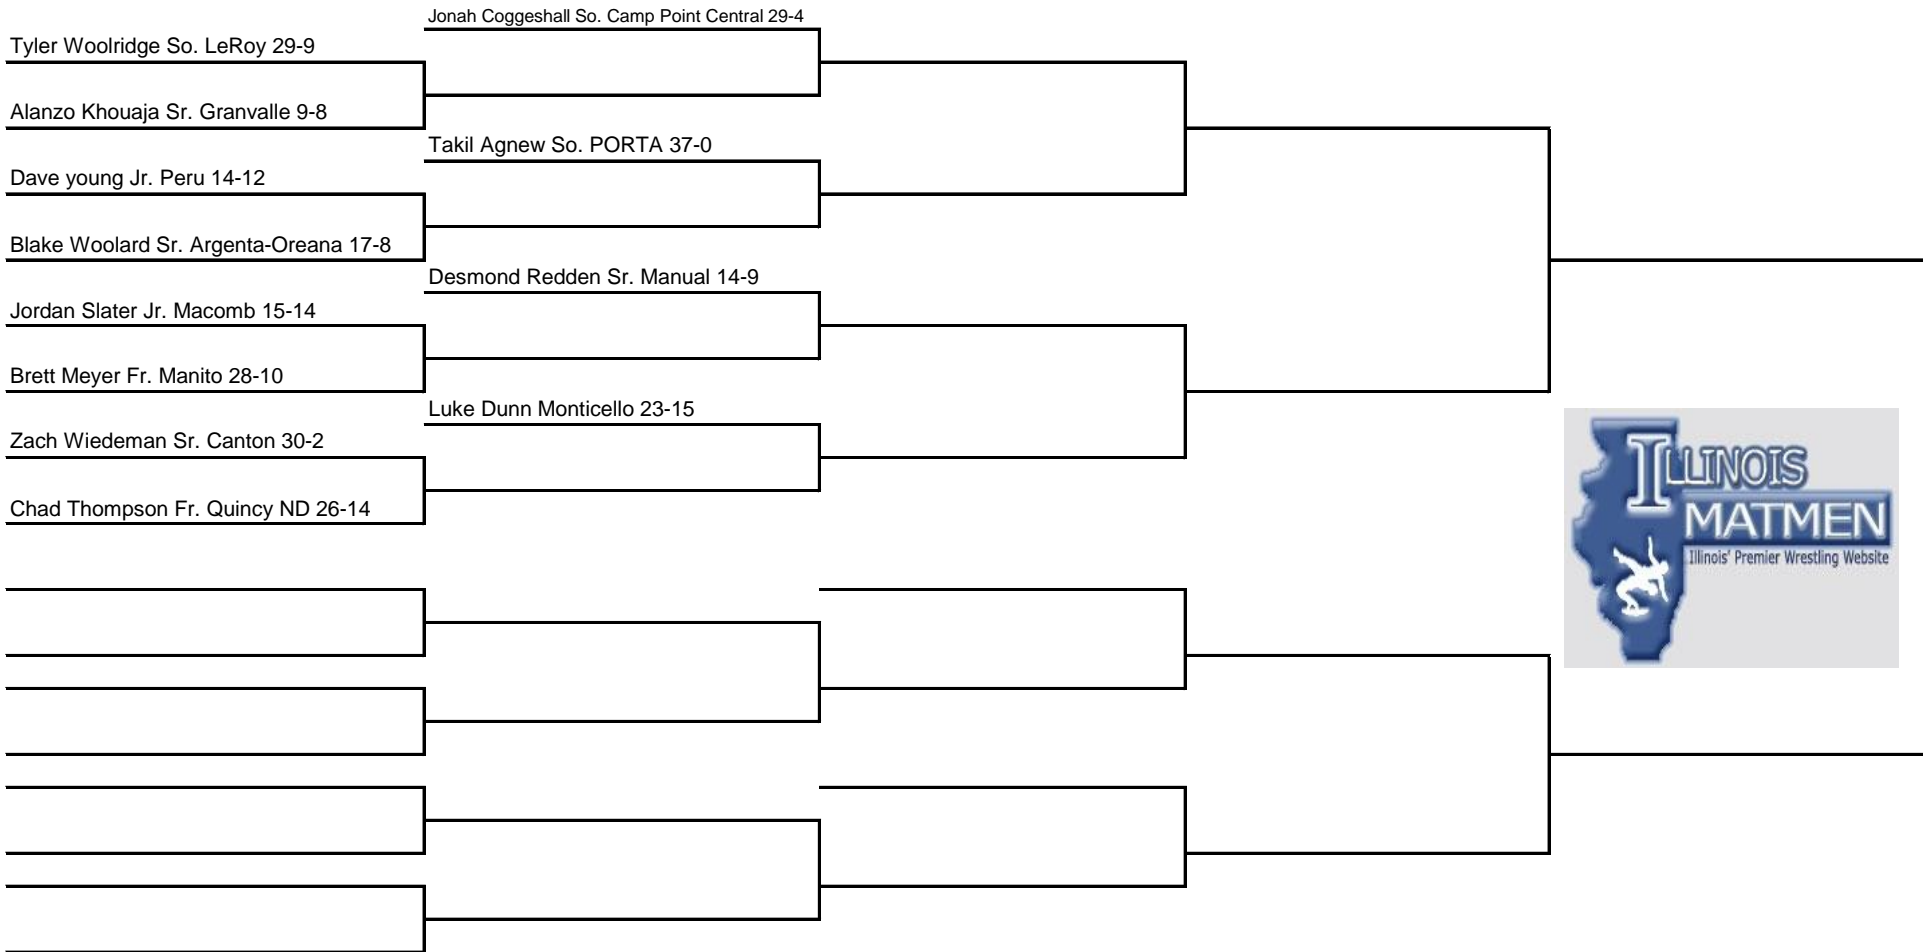 Jonah Coggeshall So. Camp Point Central 29-4
Tyler Woolridge So. LeRoy 29-9
Alanzo Khouaja Sr. Granvalle 9-8
Takil Agnew So. PORTA 37-0
Dave young Jr. Peru 14-12
Blake Woolard Sr. Argenta-Oreana 17-8
Desmond Redden Sr. Manual 14-9
Jordan Slater Jr. Macomb 15-14
Brett Meyer Fr. Manito 28-10
Luke Dunn Monticello 23-15
Zach Wiedeman Sr. Canton 30-2
Chad Thompson Fr. Quincy ND 26-14
ILLINOIS
MATMEN
Illinois' Premier Wrestling Website